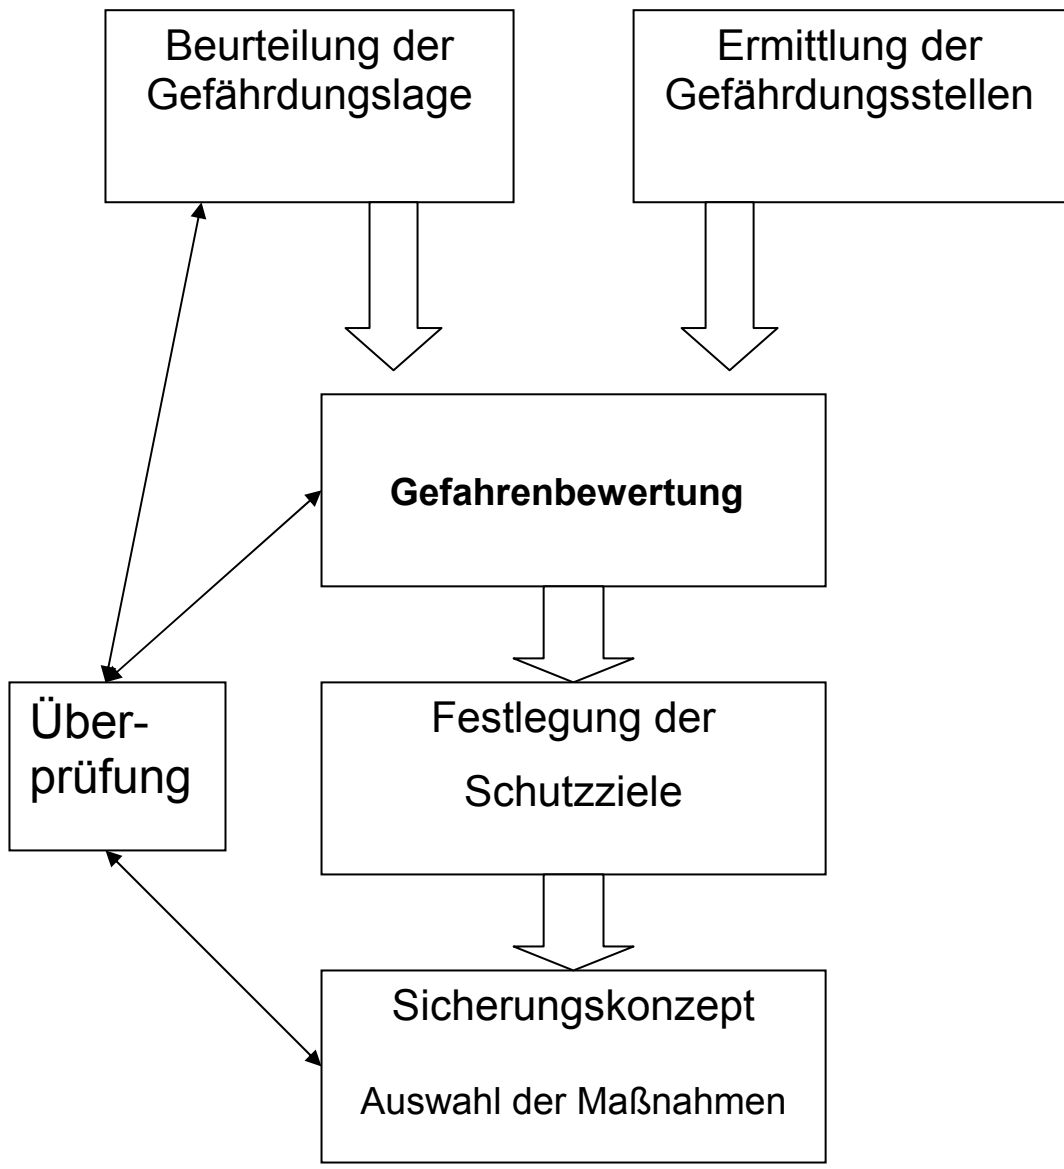 Beurteilung der
Gefährdungslage
Ermittlung der
Gefährdungsstellen
Gefahrenbewertung
Über-
prüfung
Festlegung der
Schutzziele
Sicherungskonzept
Auswahl der Maßnahmen